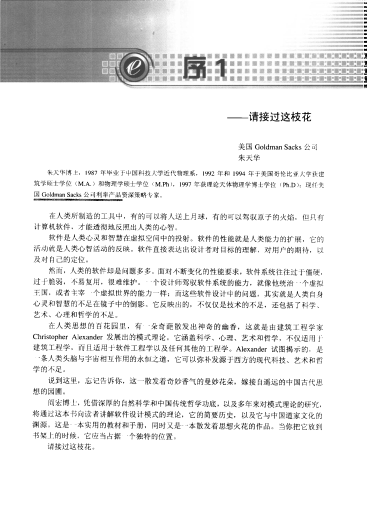 序1
——请接过这枝花
美国 Goldman Sacks 公司
朱天华
朱天华博士，1987 年毕业于中国科技大学近代物理系，1992 年和 1994 年于美国哥伦比亚大学获建
筑学硕士学位（M.A.）和物理学硕士学位（M.Ph），1997 年获理论天体物理学博士学位（Ph.D）；现任美
国 Goldman Sacks 公司利率产品资深策略专家。
在人类所制造的工具中，有的可以将人送上月球，有的可以驾驭原子的火焰，但只有
计算机软件，才能透彻地反照出人类的心智。
软件是人类心灵和智慧在虚拟空间中的投射。软件的性能就是人类能力的扩展，它的
活动就是人类心智活动的反映。软件直接表达出设计者对目标的理解、对用户的期待，以
及对自己的定位。
然而，人类的软件却是问题多多。面对不断变化的性能要求，软件系统往往过于僵硬、
过于脆弱，不易复用，很难维护。一个设计师驾驭软件系统的能力，就像他统治一个虚拟
王国，或者主宰一个虚拟世界的能力一样；而这些软件设计中的问题，其实就是人类自身
心灵和智慧的不足在镜子中的倒影。它反映出的，不仅仅是技术的不足，还包括了科学、
艺术、心理和哲学的不足。
在人类思想的百花园里，有一朵奇葩散发出神奇的幽香，这就是由建筑工程学家
Christopher Alexander 发展出的模式理论。它涵盖科学、心理、艺术和哲学，不仅适用于
建筑工程学，而且适用于软件工程学以及任何其他的工程学。Alexander 试图揭示的，是
一条人类头脑与宇宙相互作用的永恒之道，它可以弥补发源于西方的现代科技、艺术和哲
学的不足。
说到这里，忘记告诉你，这一散发着奇妙香气的曼妙花朵，嫁接自遥远的中国古代思
想的园圃。
阎宏博士，凭借深厚的自然科学和中国传统哲学功底，以及多年来对模式理论的研究，
将通过这本书向读者讲解软件设计模式的理论，它的简要历史，以及它与中国道家文化的
渊源。这是一本实用的教材和手册，同时又是一本散发着思想火花的作品。当你把它放到
书架上的时候，它应当占据一个独特的位置。
请接过这枝花。